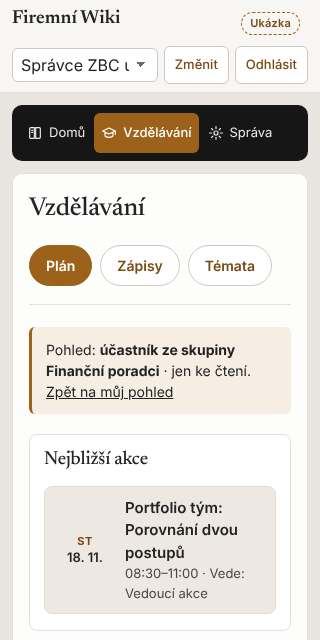 Firemní Wiki
Ukázka
Správce ZBC u
Změnit
Odhlásit
Domů
Vzdělávání
Správa
Vzdělávání
Plán
Zápisy
Témata
Pohled: účastník ze skupiny
Finanční poradci · jen ke čtení.
Zpět na můj pohled
Nejbližší akce
ST
18. 11.
Portfolio tým:
Porovnání dvou
postupů
08:30–11:00 · Vede:
Vedoucí akce